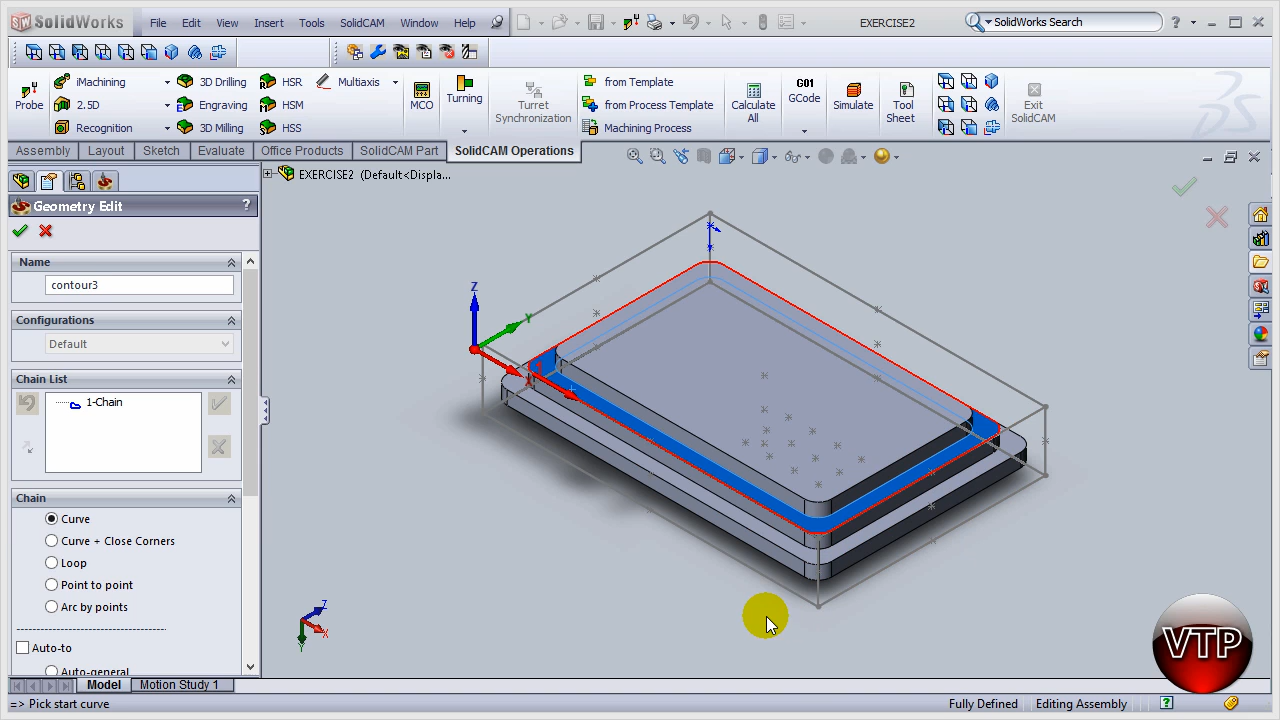 SolidWorks File Edit View Insert Tools SolidCAM Window Help EXERCISE2 SolidWorks Search ?
Probe
iMachining 3D Drilling HSR Multiaxis
2.5D Engraving HSM
Recognition 3D Milling HSS
MCO
Turning
Turret
Synchronization
from Template
from Process Template
Machining Process
Calculate
All
G01
GCode
Simulate
Tool
Sheet
Exit
SolidCAM
Assembly Layout Sketch Evaluate Office Products SolidCAM Part SolidCAM Operations
EXERCISE2 (Default<Displa...
Geometry Edit ?
Name
contour3
Configurations
Default
Chain List
1-Chain
Chain
Curve
Curve + Close Corners
Loop
Point to point
Arc by points
Auto-to
Auto-general
Z
Y
X
Z
X
Y
VTP
Model Motion Study 1
=> Pick start curve Fully Defined Editing Assembly ?